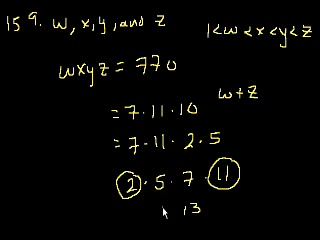 159. w, x, y, and z
1<w<x<y<z
wxyz = 770
w+z
= 7·11·10
= 7·11·2·5
2·5·7·11
13